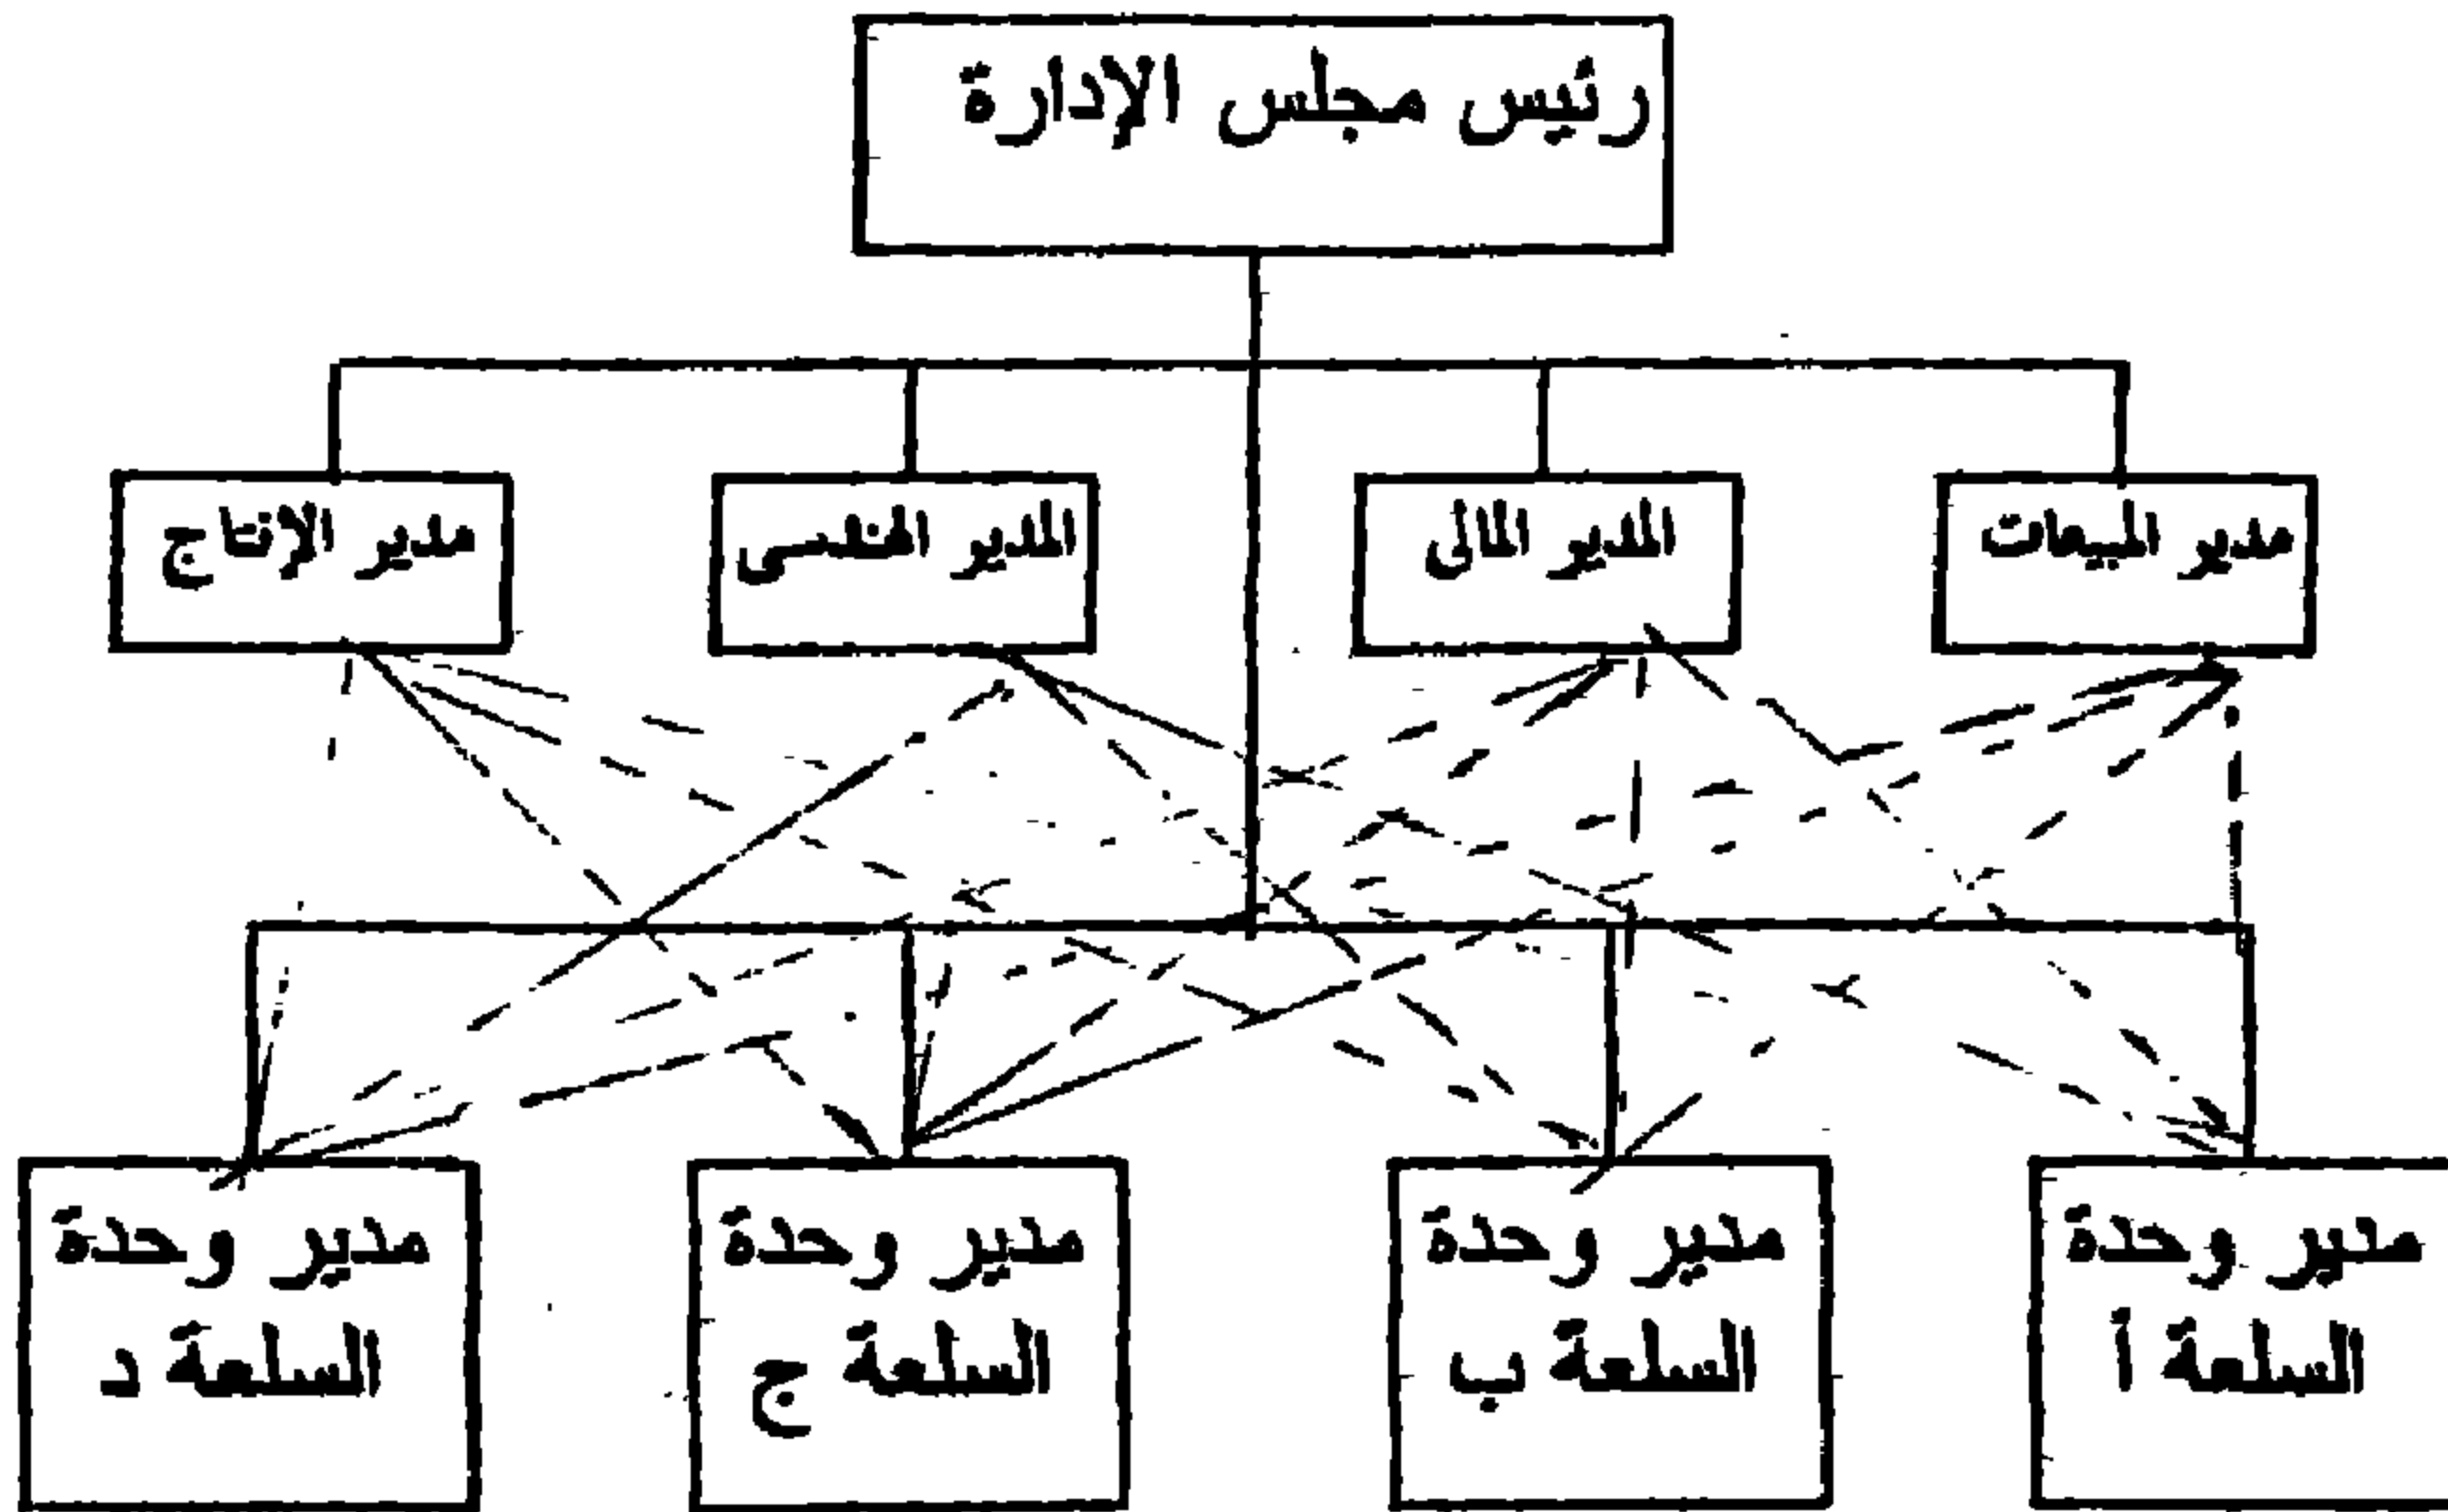 رئيس مجلس الإدارة
مدير المبيعات
المدير المالى
المدير
مدير الإنتاج
مدير وحدة
السلعة أ
مدير وحدة
السلعة ب
مدير وحدة
السلعة ج
مدير وحدة
السلعة د